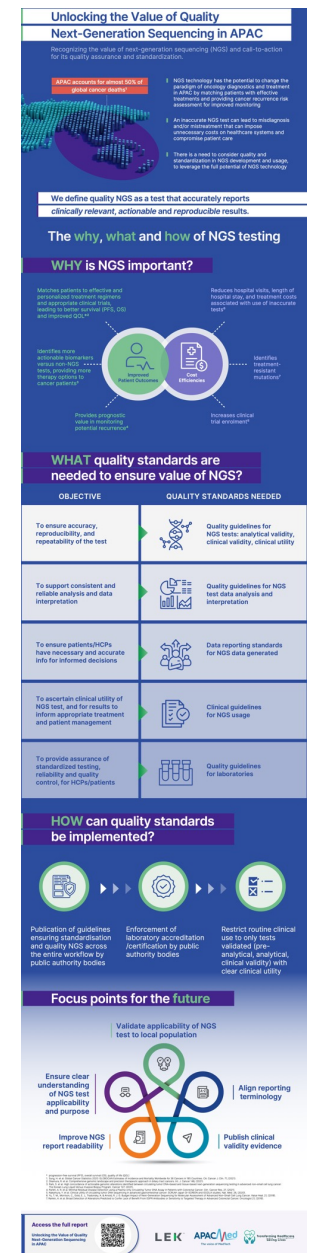 Unlocking the Value of Quality
Next-Generation Sequencing in APAC
Recognizing the value of next-generation sequencing (NGS) and call-to-action
for its quality assurance and standardization.
APAC accounts for almost 50% of
global cancer deaths¹
NGS technology has the potential to change the
paradigm of oncology diagnostics and treatment
in APAC by matching patients with effective
treatments and providing cancer recurrence risk
assessment for improved monitoring
An inaccurate NGS test can lead to misdiagnosis
and/or mistreatment that can impose
unnecessary costs on healthcare systems and
compromise patient care
There is a need to consider quality and
standardization in NGS development and usage,
to leverage the full potential of NGS technology
We define quality NGS as a test that accurately reports
clinically relevant, actionable and reproducible results.
The why, what and how of NGS testing
WHY is NGS important?
Matches patients to effective and
personalized treatment regimens
and appropriate clinical trials,
leading to better survival (PFS, OS)
and improved QOL
Reduces hospital visits, length of
hospital stay, and treatment costs
associated with use of inaccurate
tests
Identifies more
actionable biomarkers
versus non-NGS
tests, providing more
therapy options to
cancer patients
Improved
Patient Outcomes
Cost
Efficiencies
Identifies
treatment-
resistant
mutations
Provides prognostic
value in monitoring
potential recurrence
Increases clinical
trial enrolment
WHAT quality standards are
needed to ensure value of NGS?
OBJECTIVE
QUALITY STANDARDS NEEDED
To ensure accuracy,
reproducibility, and
repeatability of the test
Quality guidelines for
NGS tests: analytical validity,
clinical validity, clinical utility
To support consistent and
reliable analysis and data
interpretation
Quality guidelines for NGS
test data analysis and
interpretation
To ensure patients/HCPs
have necessary and accurate
info for informed decisions
Data reporting standards
for NGS data generated
To ascertain clinical utility of
NGS test, and for results to
inform appropriate treatment
and patient management
Clinical guidelines
for NGS usage
To provide assurance of
standardized testing,
reliability and quality
control, for HCPs/patients
Quality guidelines
for laboratories
HOW can quality standards
be implemented?
Publication of guidelines
ensuring standardisation
and quality NGS across
the entire workflow by
public authority bodies
Enforcement of
laboratory accreditation
/certification by public
authority bodies
Restrict routine clinical
use to only tests
validated (pre-
analytical, analytical,
clinical validity) with
clear clinical utility
Focus points for the future
Validate applicability of NGS
test to local population
Ensure clear
understanding
of NGS test
applicability
and purpose
Align reporting
terminology
Improve NGS
report readability
Publish clinical
validity evidence
Access the full report
Unlocking the Value of Quality
Next-Generation Sequencing
in APAC
LEK
APACMed